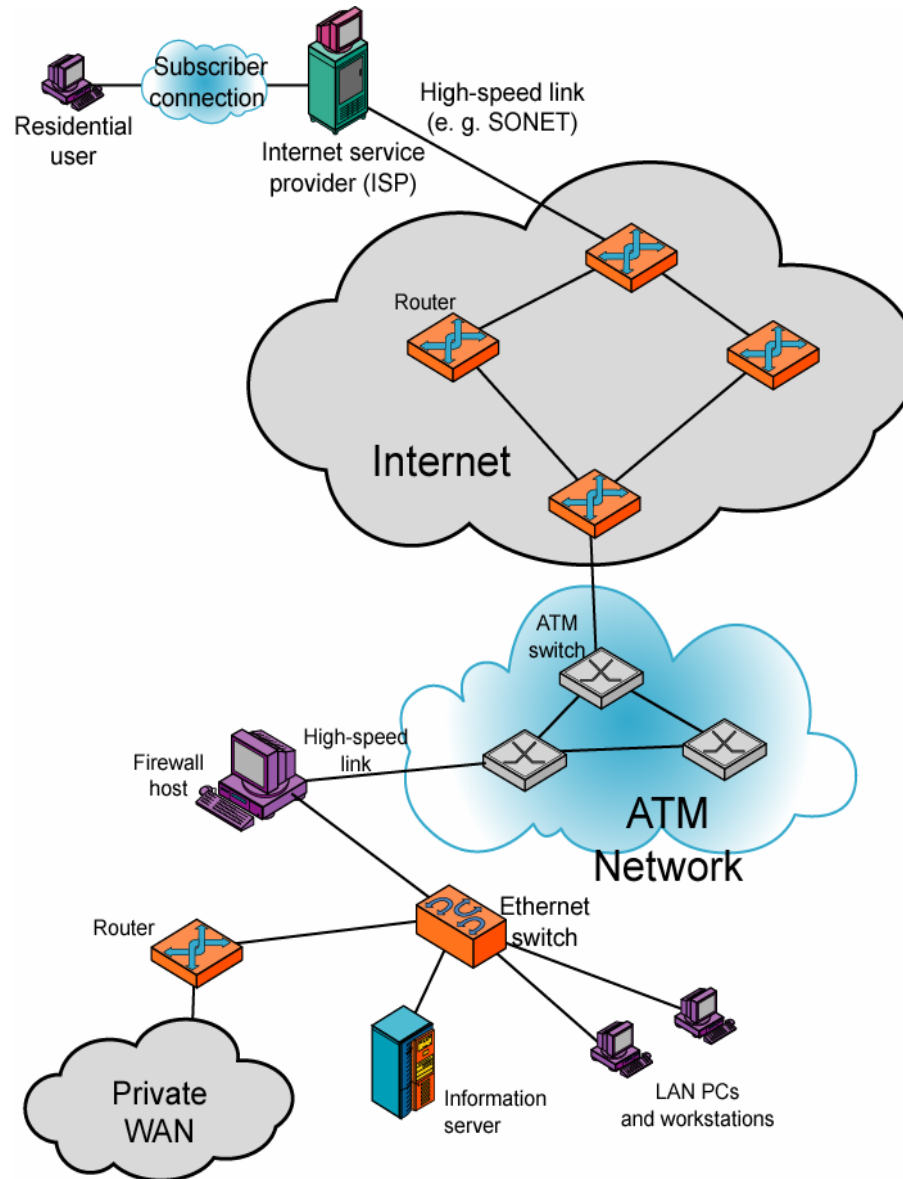 Subscriber
connection
Residential
user
Internet service
provider (ISP)
High-speed link
(e. g. SONET)
Router
Internet
ATM
switch
High-speed
link
Firewall
host
ATM
Network
Ethernet
switch
Router
Private
WAN
Information
server
LAN PCs
and workstations